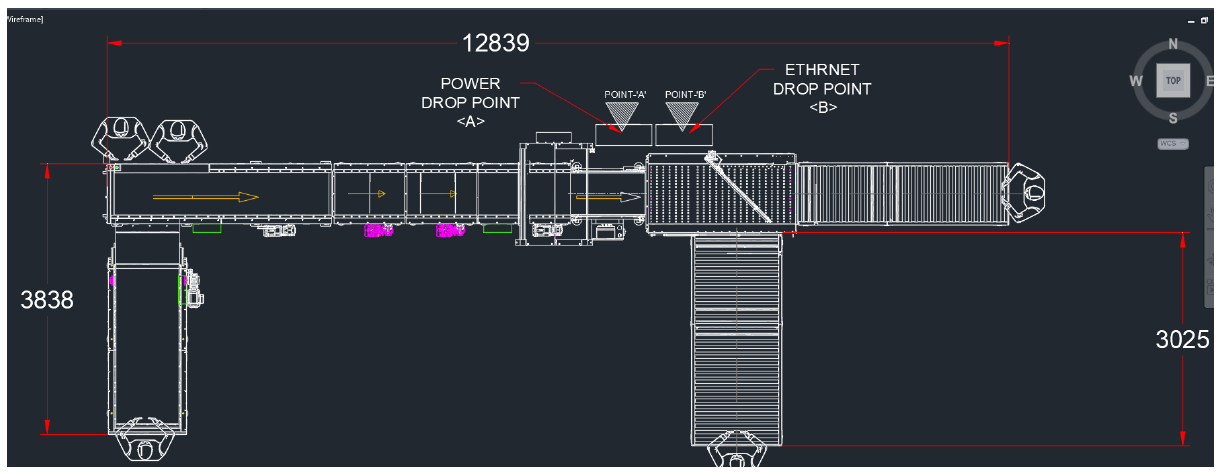 Wireframe]
12839
POWER
DROP POINT
<A>
POINT-'A'
POINT-'B'
ETHRNET
DROP POINT
<B>
N
W
TOP
E
S
WCS
3838
3025